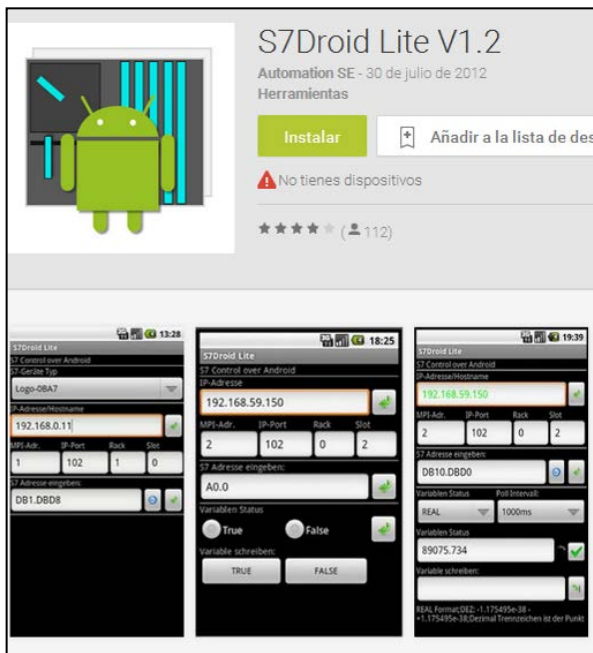 S7Droid Lite V1.2
Automation SE - 30 de julio de 2012
Herramientas
Instalar
Añadir a la lista de des
No tienes dispositivos
(112)
13:28
S7Droid Lite
S7 Control over Android
S7-Geräte Typ
Logo-0BA7
IP-Adresse/Hostname
192.168.0.11
MPI-Adr. IP-Port Rack Slot
1 102 1 0
S7 Adresse eingeben:
DB1.DBD8
18:25
S7Droid Lite
S7 Control over Android
IP-Adresse
192.168.59.150
MPI-Adr. IP-Port Rack Slot
2 102 0 2
S7 Adresse eingeben:
A0.0
Variablen Status
True False
Variable schreiben:
TRUE FALSE
19:39
S7Droid Lite
S7 Control over Android
IP-Adresse/Hostname
192.168.59.150
MPI-Adr. IP-Port Rack Slot
2 102 0 2
S7 Adresse eingeben:
DB10.DBD0
Variablen Status Poll Intervall:
REAL 1000ms
Variablen Status
89075.734
Variable schreiben:
REAL Format;DEZ: -1.175495e-38 -
+1.175495e-38;Dezimal Trennzeichen ist der Punkt